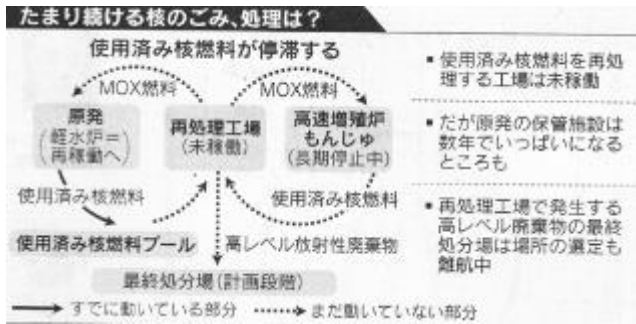 たまり続ける核のごみ、処理は?
使用済み核燃料が停滞する
MOX燃料
MOX燃料
原発
(軽水炉=
再稼働へ)
再処理工場
(未稼働)
高速増殖炉
もんじゅ
(長期停止中)
使用済み核燃料
使用済み核燃料
使用済み核燃料プール
高レベル放射性廃棄物
最終処分場(計画段階)
すでに動いている部分
まだ動いていない部分
▪ 使用済み核燃料を再処
理する工場は未稼働
▪ だが原発の保管施設は
数年でいっぱいになる
ところも
▪ 再処理工場で発生する
高レベル廃棄物の最終
処分場は場所の選定も
難航中